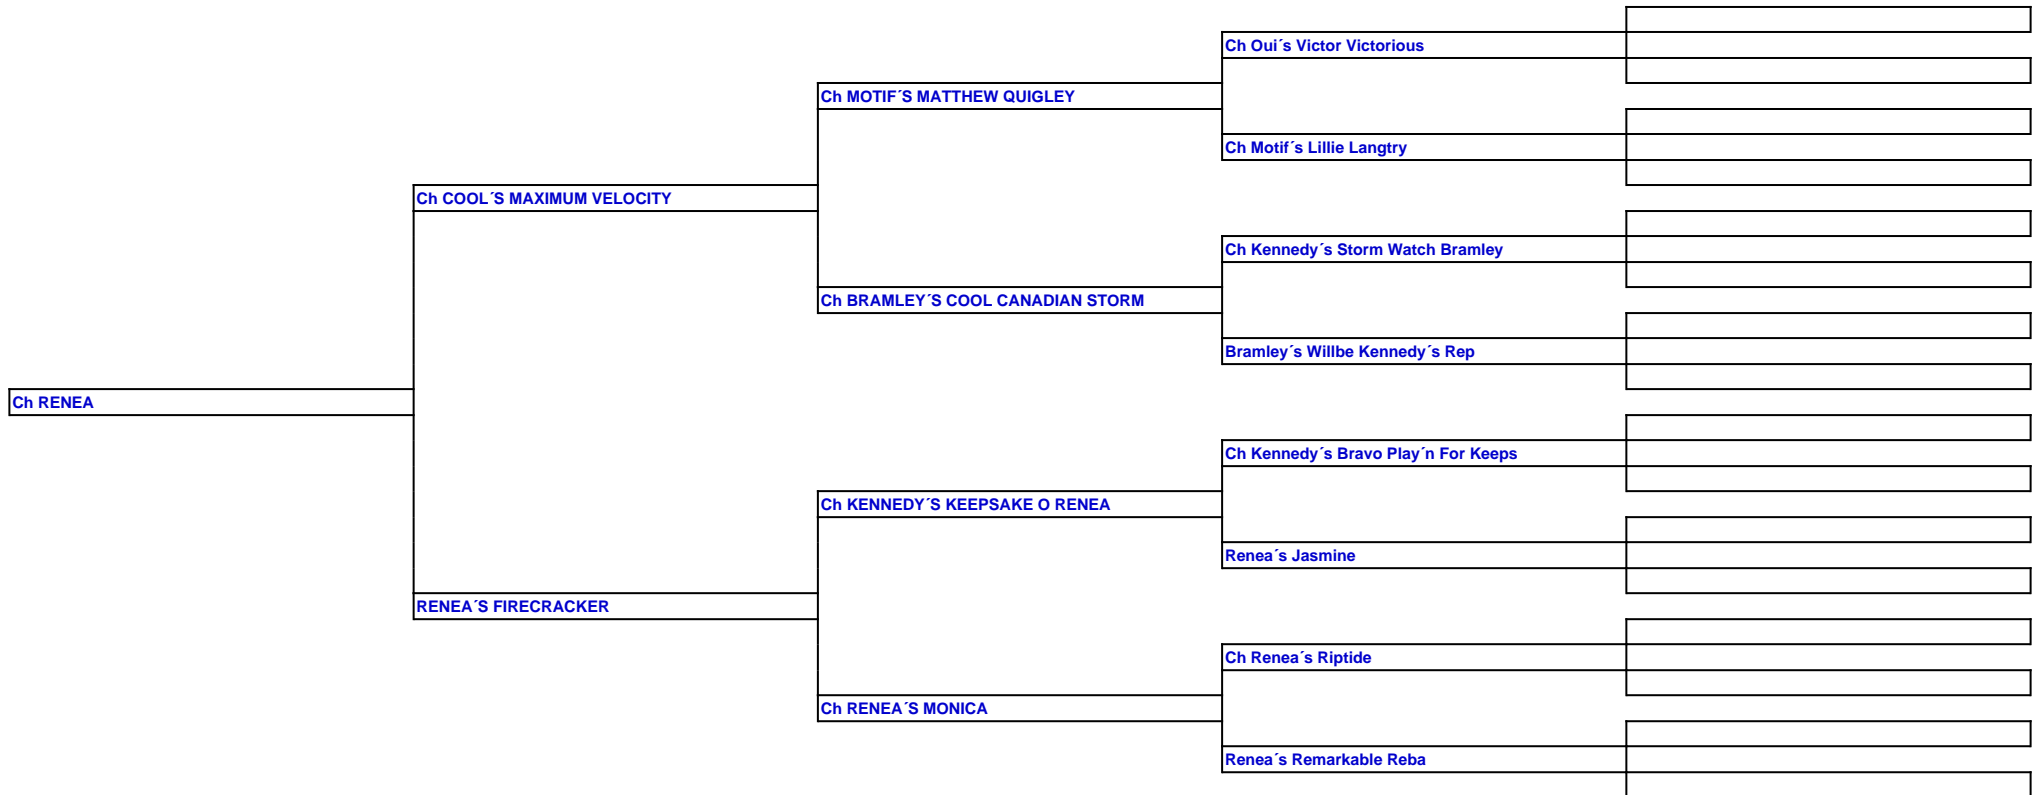 Ch Oui´s Victor Victorious
Ch MOTIF´S MATTHEW QUIGLEY
Ch Motif´s Lillie Langtry
Ch COOL´S MAXIMUM VELOCITY
Ch Kennedy´s Storm Watch Bramley
Ch BRAMLEY´S COOL CANADIAN STORM
Bramley´s Willbe Kennedy´s Rep
Ch RENEA
Ch Kennedy´s Bravo Play´n For Keeps
Ch KENNEDY´S KEEPSAKE O RENEA
Renea´s Jasmine
RENEA´S FIRECRACKER
Ch Renea´s Riptide
Ch RENEA´S MONICA
Renea´s Remarkable Reba